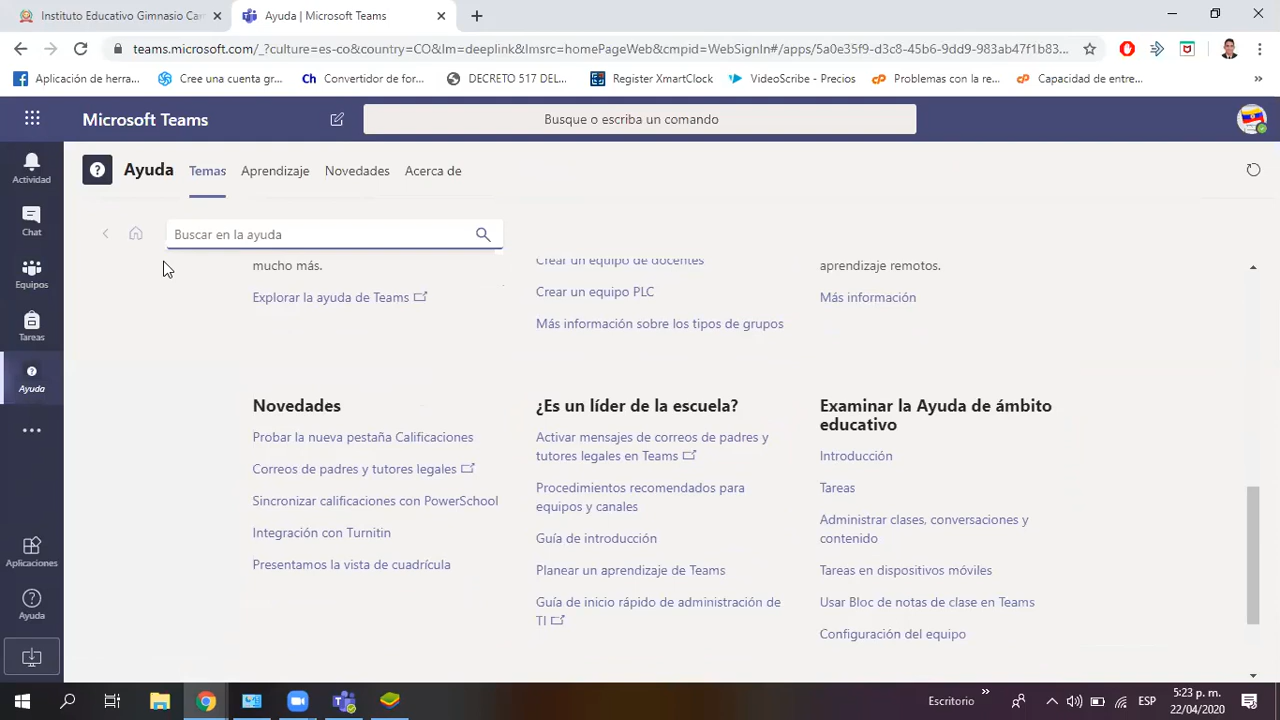 Instituto Educativo Gimnasio Car
Ayuda | Microsoft Teams
teams.microsoft.com/_?culture=es-co&country=CO&lm=deeplink&lmsrc=homePageWeb&cmpid=WebSignIn#/apps/5a0e35f9-d3c8-45b6-9dd9-983ab47f1b83...
Aplicación de herra...
Cree una cuenta gr...
Ch Convertidor de for...
DECRETO 517 DEL...
Register XmartClock
VideoScribe - Precios
Problemas con la re...
Capacidad de entre...
Microsoft Teams
Busque o escriba un comando
Actividad
Chat
Equipos
Tareas
Ayuda
Aplicaciones
Ayuda
Ayuda
Temas
Aprendizaje
Novedades
Acerca de
Buscar en la ayuda
mucho más.
Explorar la ayuda de Teams
Crear un equipo de docentes
Crear un equipo PLC
Más información sobre los tipos de grupos
aprendizaje remotos.
Más información
Novedades
Probar la nueva pestaña Calificaciones
Correos de padres y tutores legales
Sincronizar calificaciones con PowerSchool
Integración con Turnitin
Presentamos la vista de cuadrícula
¿Es un líder de la escuela?
Activar mensajes de correos de padres y
tutores legales en Teams
Procedimientos recomendados para
equipos y canales
Guía de introducción
Planear un aprendizaje de Teams
Guía de inicio rápido de administración de
TI
Examinar la Ayuda de ámbito
educativo
Introducción
Tareas
Administrar clases, conversaciones y
contenido
Tareas en dispositivos móviles
Usar Bloc de notas de clase en Teams
Configuración del equipo
Escritorio
ESP
5:23 p. m.
22/04/2020